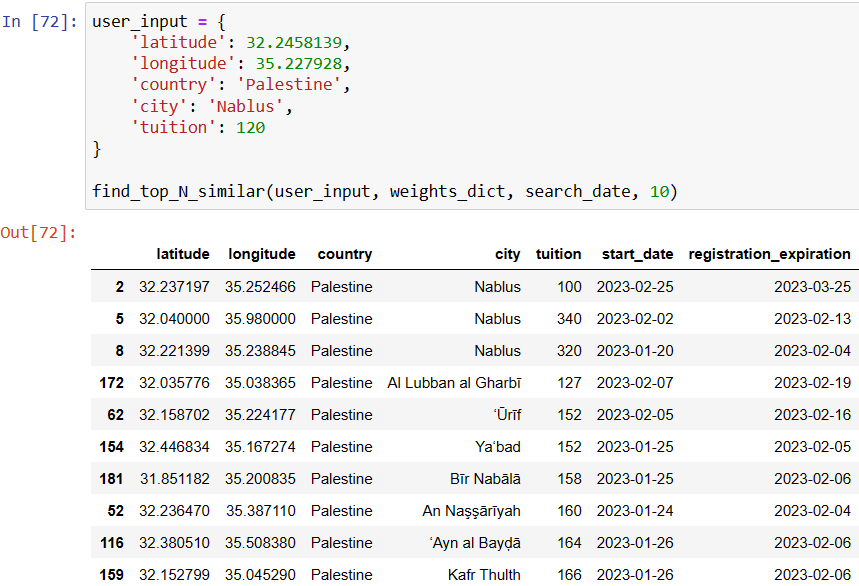 In [72]: user_input = {
'latitude': 32.2458139,
'longitude': 35.227928,
'country': 'Palestine',
'city': 'Nablus',
'tuition': 120
}
find_top_N_similar(user_input, weights_dict, search_date, 10)
Out[72]:
latitude longitude country city tuition start_date registration_expiration
2 32.237197 35.252466 Palestine Nablus 100 2023-02-25 2023-03-25
5 32.040000 35.980000 Palestine Nablus 340 2023-02-02 2023-02-13
8 32.221399 35.238845 Palestine Nablus 320 2023-01-20 2023-02-04
172 32.035776 35.038365 Palestine Al Lubban al Gharbī 127 2023-02-07 2023-02-19
62 32.158702 35.224177 Palestine ‘Ūrīf 152 2023-02-05 2023-02-16
154 32.446834 35.167274 Palestine Ya‘bad 152 2023-01-25 2023-02-05
181 31.851182 35.200835 Palestine Bīr Nabālā 158 2023-01-25 2023-02-06
52 32.236470 35.387110 Palestine An Naşşārīyah 160 2023-01-24 2023-02-04
116 32.380510 35.508380 Palestine ‘Ayn al Bayḑā 164 2023-01-26 2023-02-06
159 32.152799 35.045290 Palestine Kafr Thulth 166 2023-01-26 2023-02-06